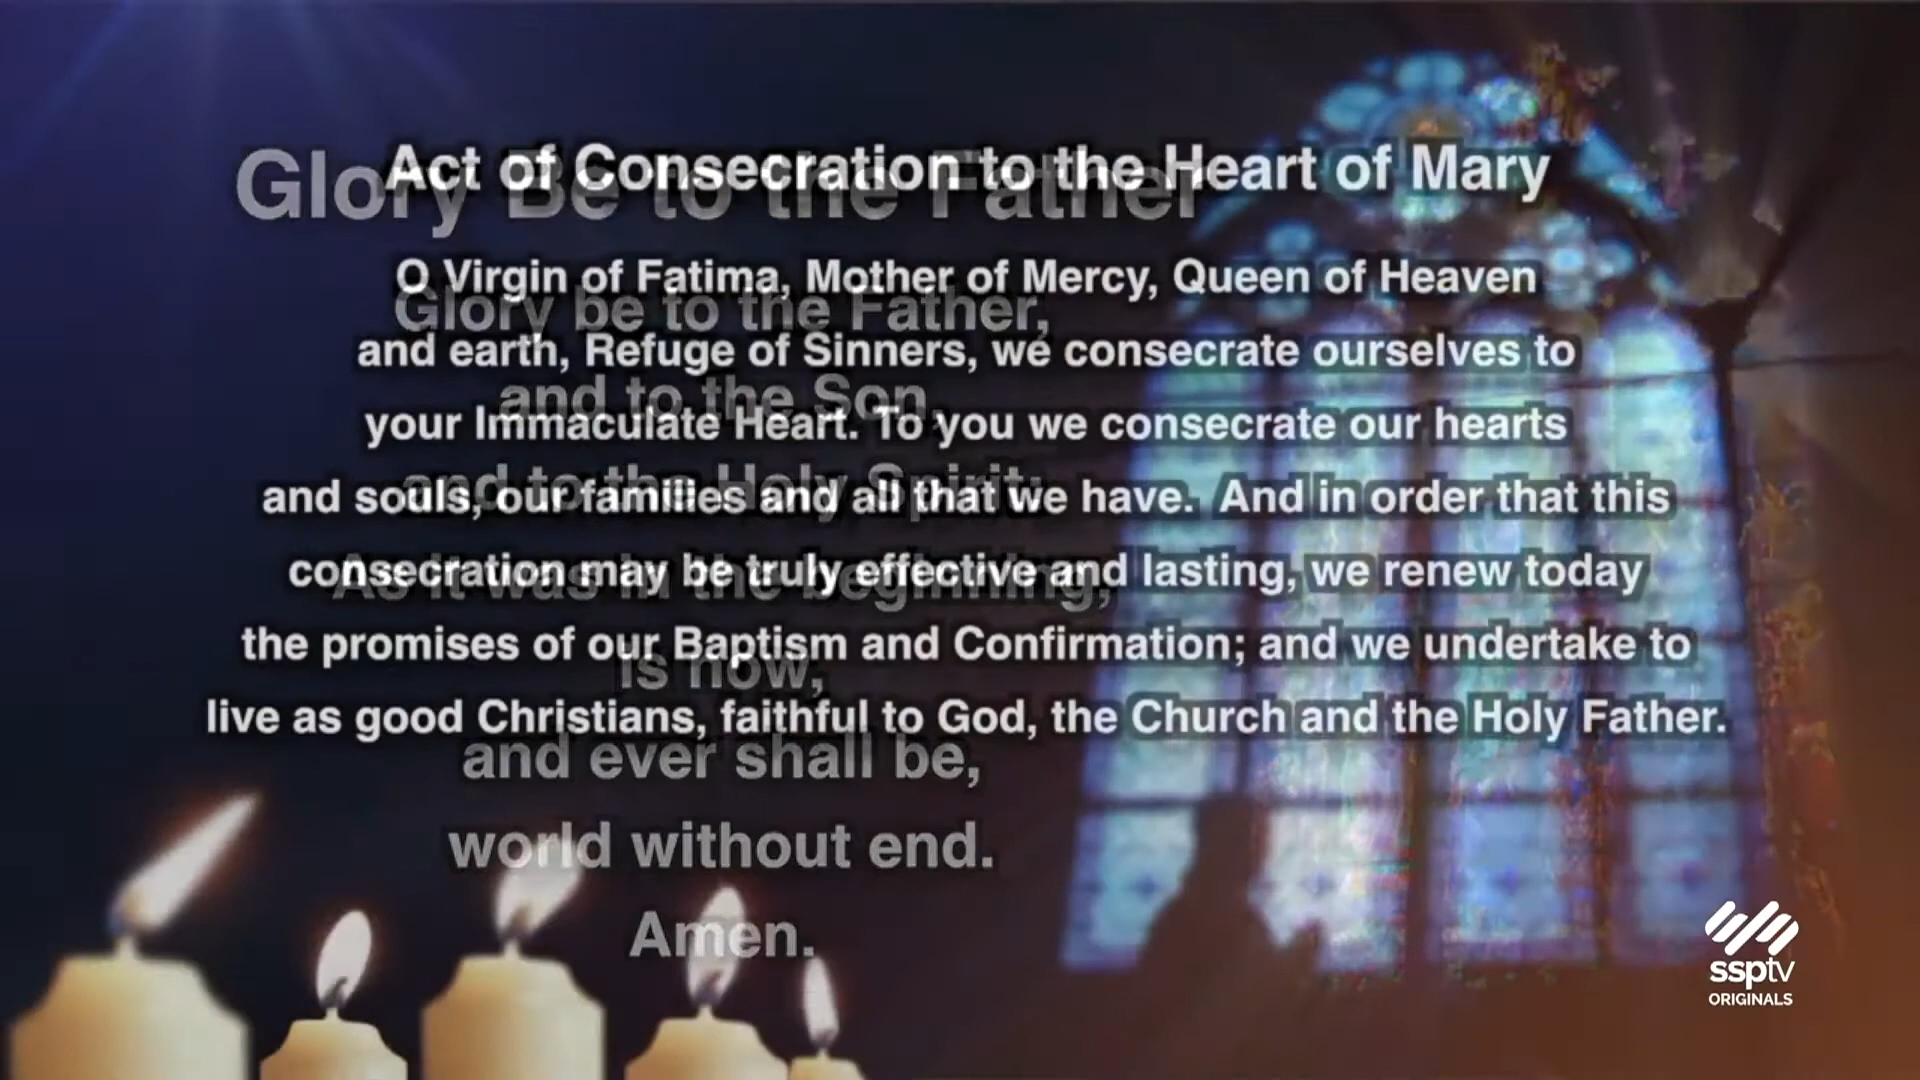 Act of Consecration to the Heart of Mary
O Virgin of Fatima, Mother of Mercy, Queen of Heaven
and earth, Refuge of Sinners, we consecrate ourselves to
your Immaculate Heart. To you we consecrate our hearts
and souls, our families and all that we have. And in order that this
consecration may be truly effective and lasting, we renew today
the promises of our Baptism and Confirmation; and we undertake to
live as good Christians, faithful to God, the Church and the Holy Father.
Glory Be to the Father
Glory be to the Father,
and to the Son,
and to the Holy Spirit;
As it was in the beginning,
is now,
and ever shall be,
world without end.
Amen.
ssptv
ORIGINALS